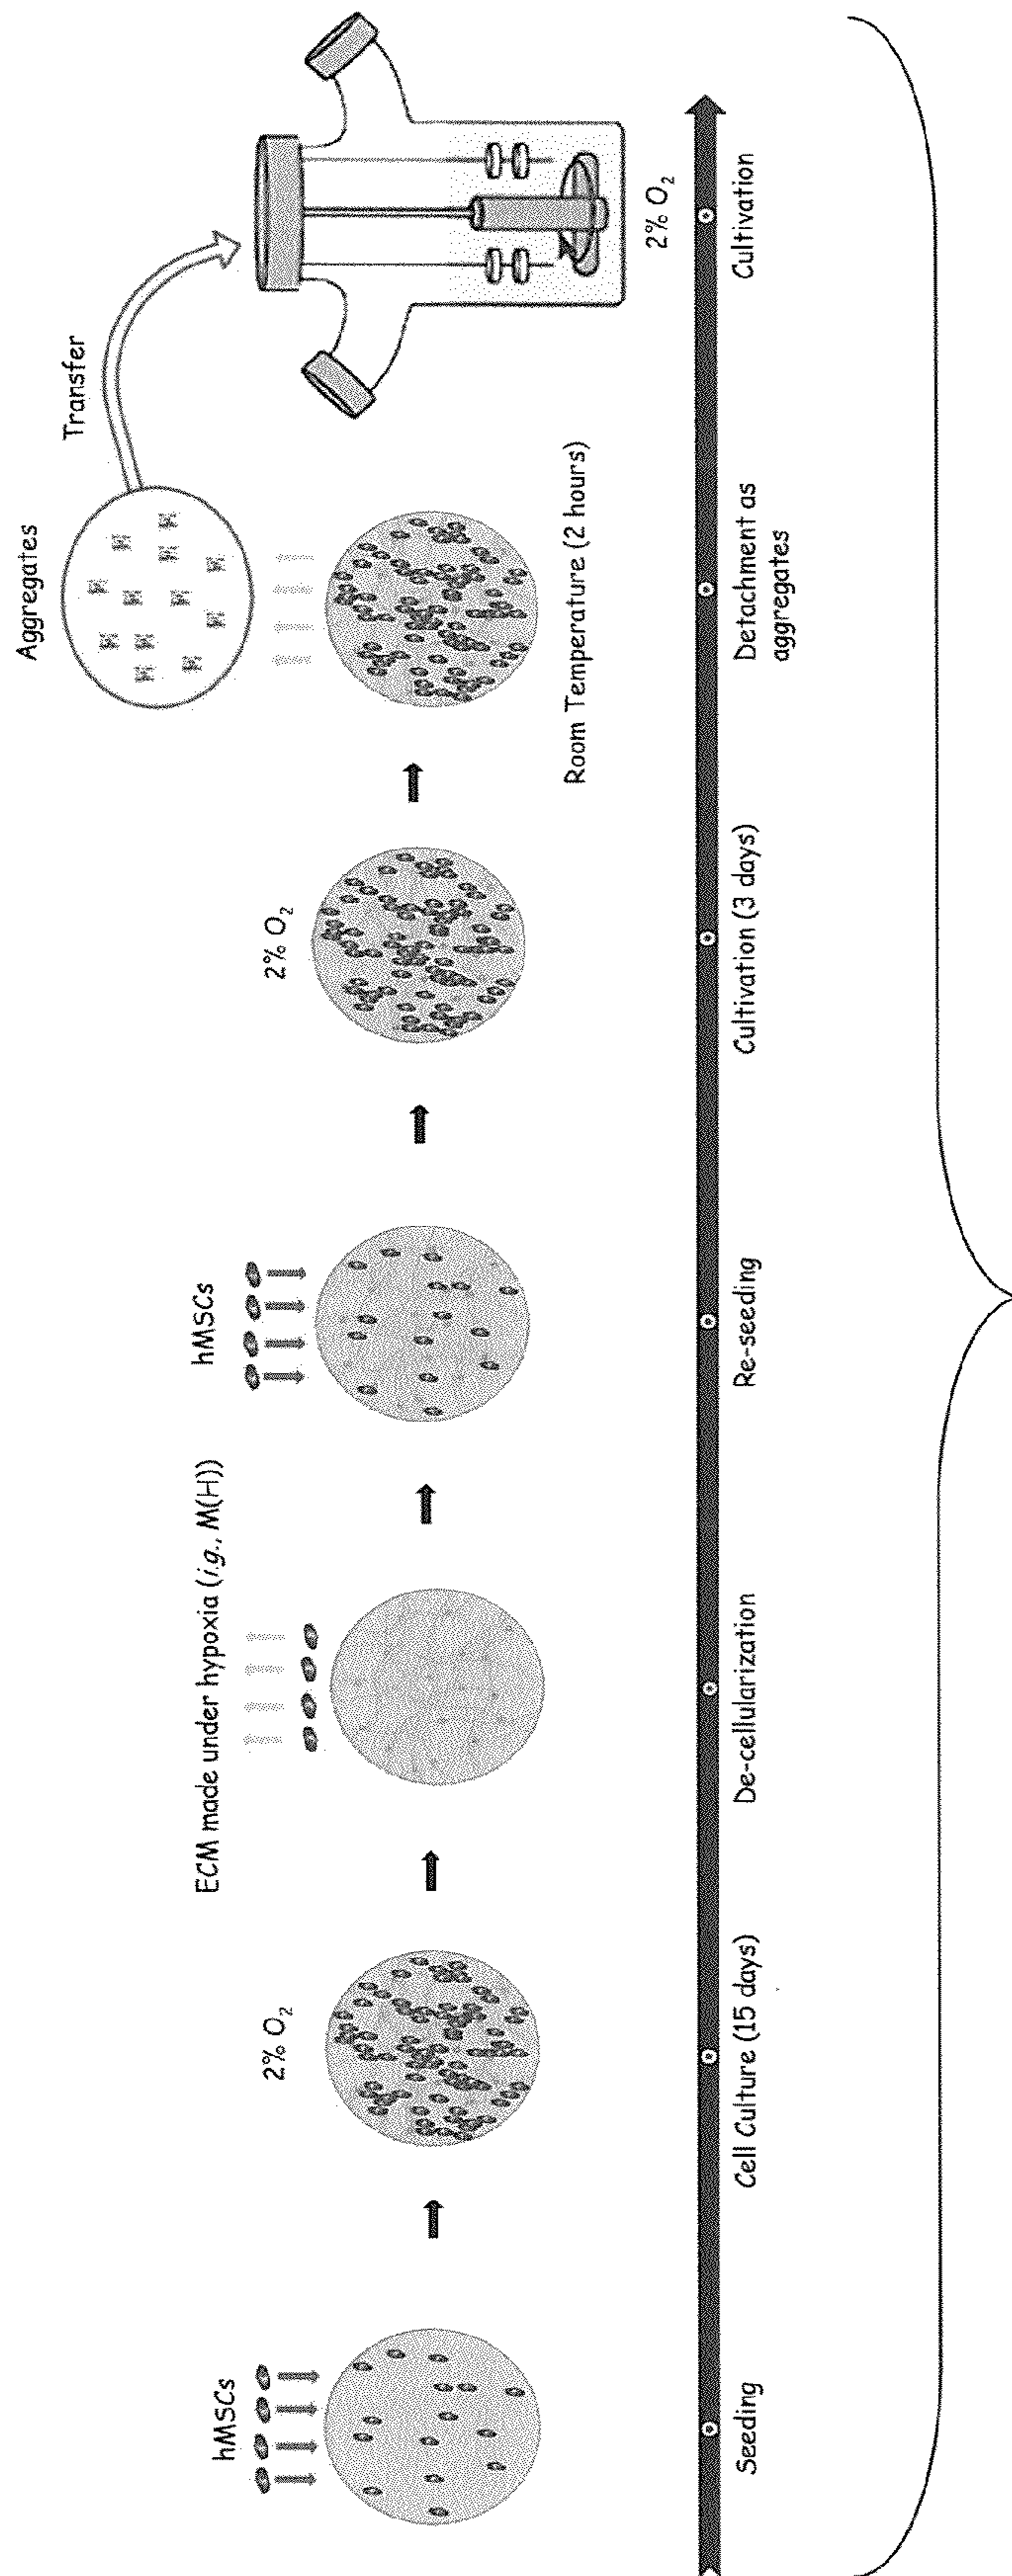 hMSCs
2% O2
ECM made under hypoxia (i.g., M(H))
hMSCs
2% O2
Room Temperature (2 hours)
Aggregates
Transfer
2% O2
Seeding
Cell Culture (15 days)
De-cellularization
Re-seeding
Cultivation (3 days)
Detachment as
aggregates
Cultivation